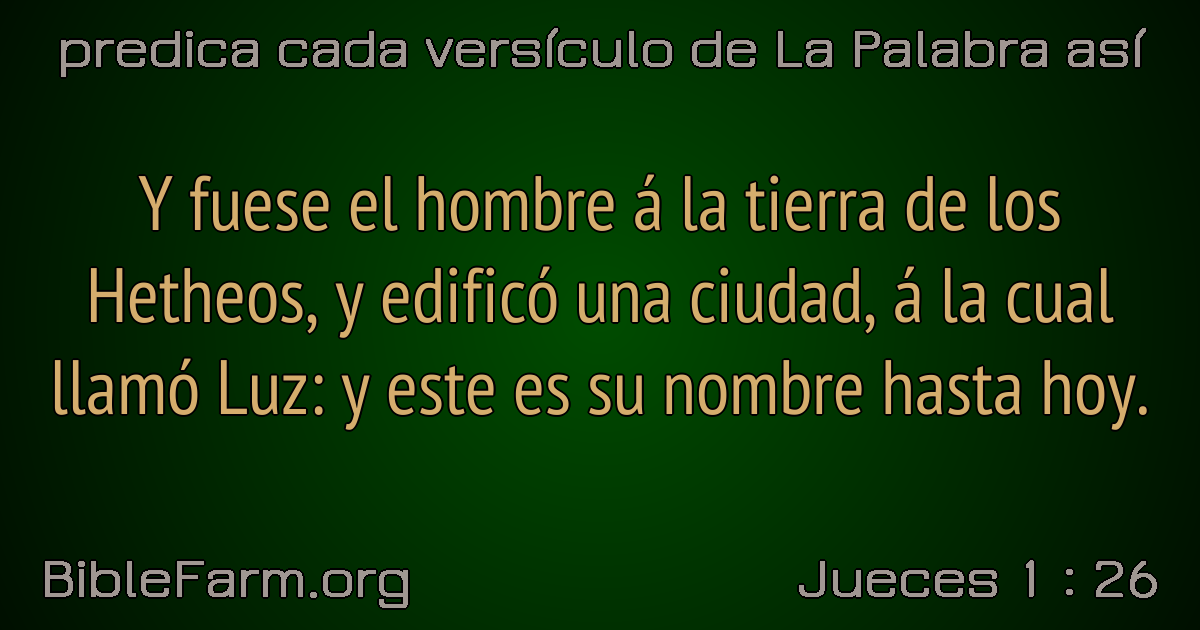 predica cada versículo de La Palabra así
Y fuese el hombre á la tierra de los
Hetheos, y edificó una ciudad, á la cual
llamó Luz: y este es su nombre hasta hoy.
BibleFarm.org
Jueces 1 : 26